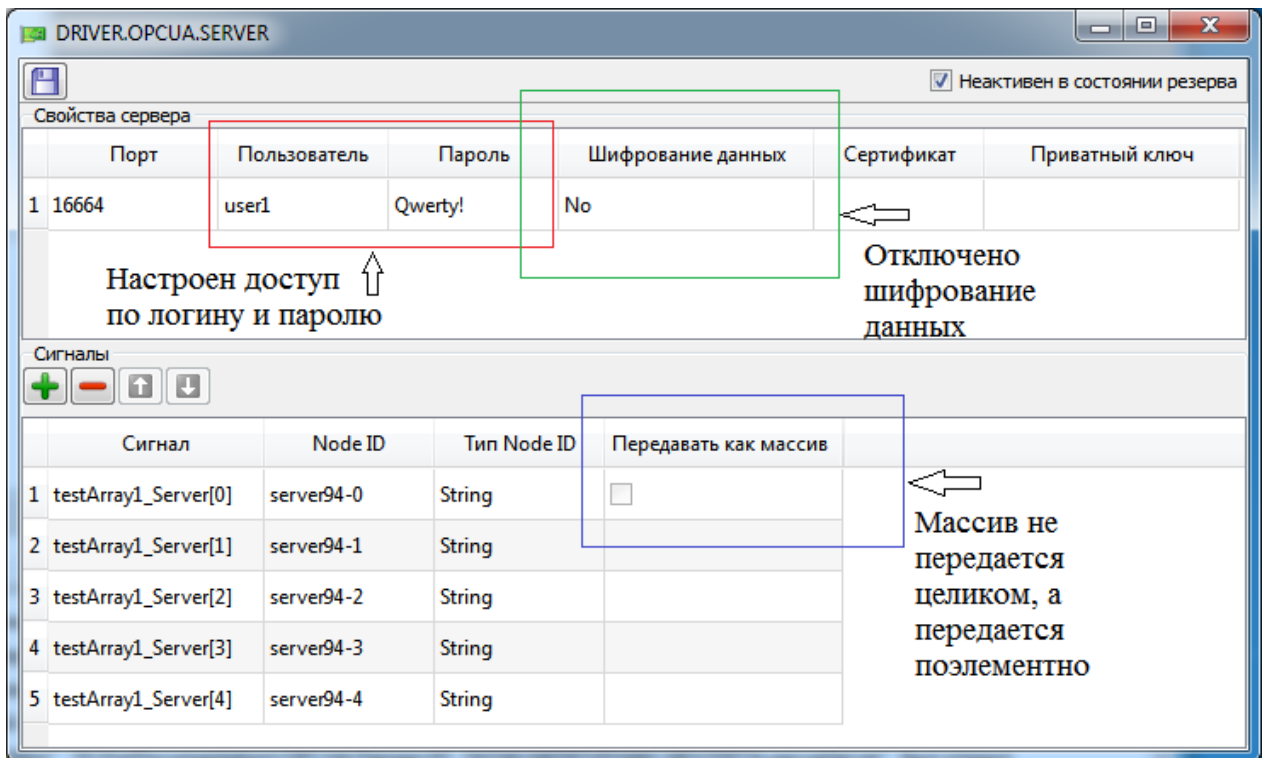 DRIVER.OPCUA.SERVER
Неактивен в состоянии резерва
Свойства сервера
Порт Пользователь Пароль Шифрование данных Сертификат Приватный ключ
1 16664 user1 Qwerty! No
Настроен доступ
по логину и паролю
Отключено
шифрование
данных
Сигналы
Сигнал Node ID Тип Node ID Передавать как массив
1 testArray1_Server[0] server94-0 String
2 testArray1_Server[1] server94-1 String
3 testArray1_Server[2] server94-2 String
4 testArray1_Server[3] server94-3 String
5 testArray1_Server[4] server94-4 String
Массив не
передается
целиком, а
передается
поэлементно